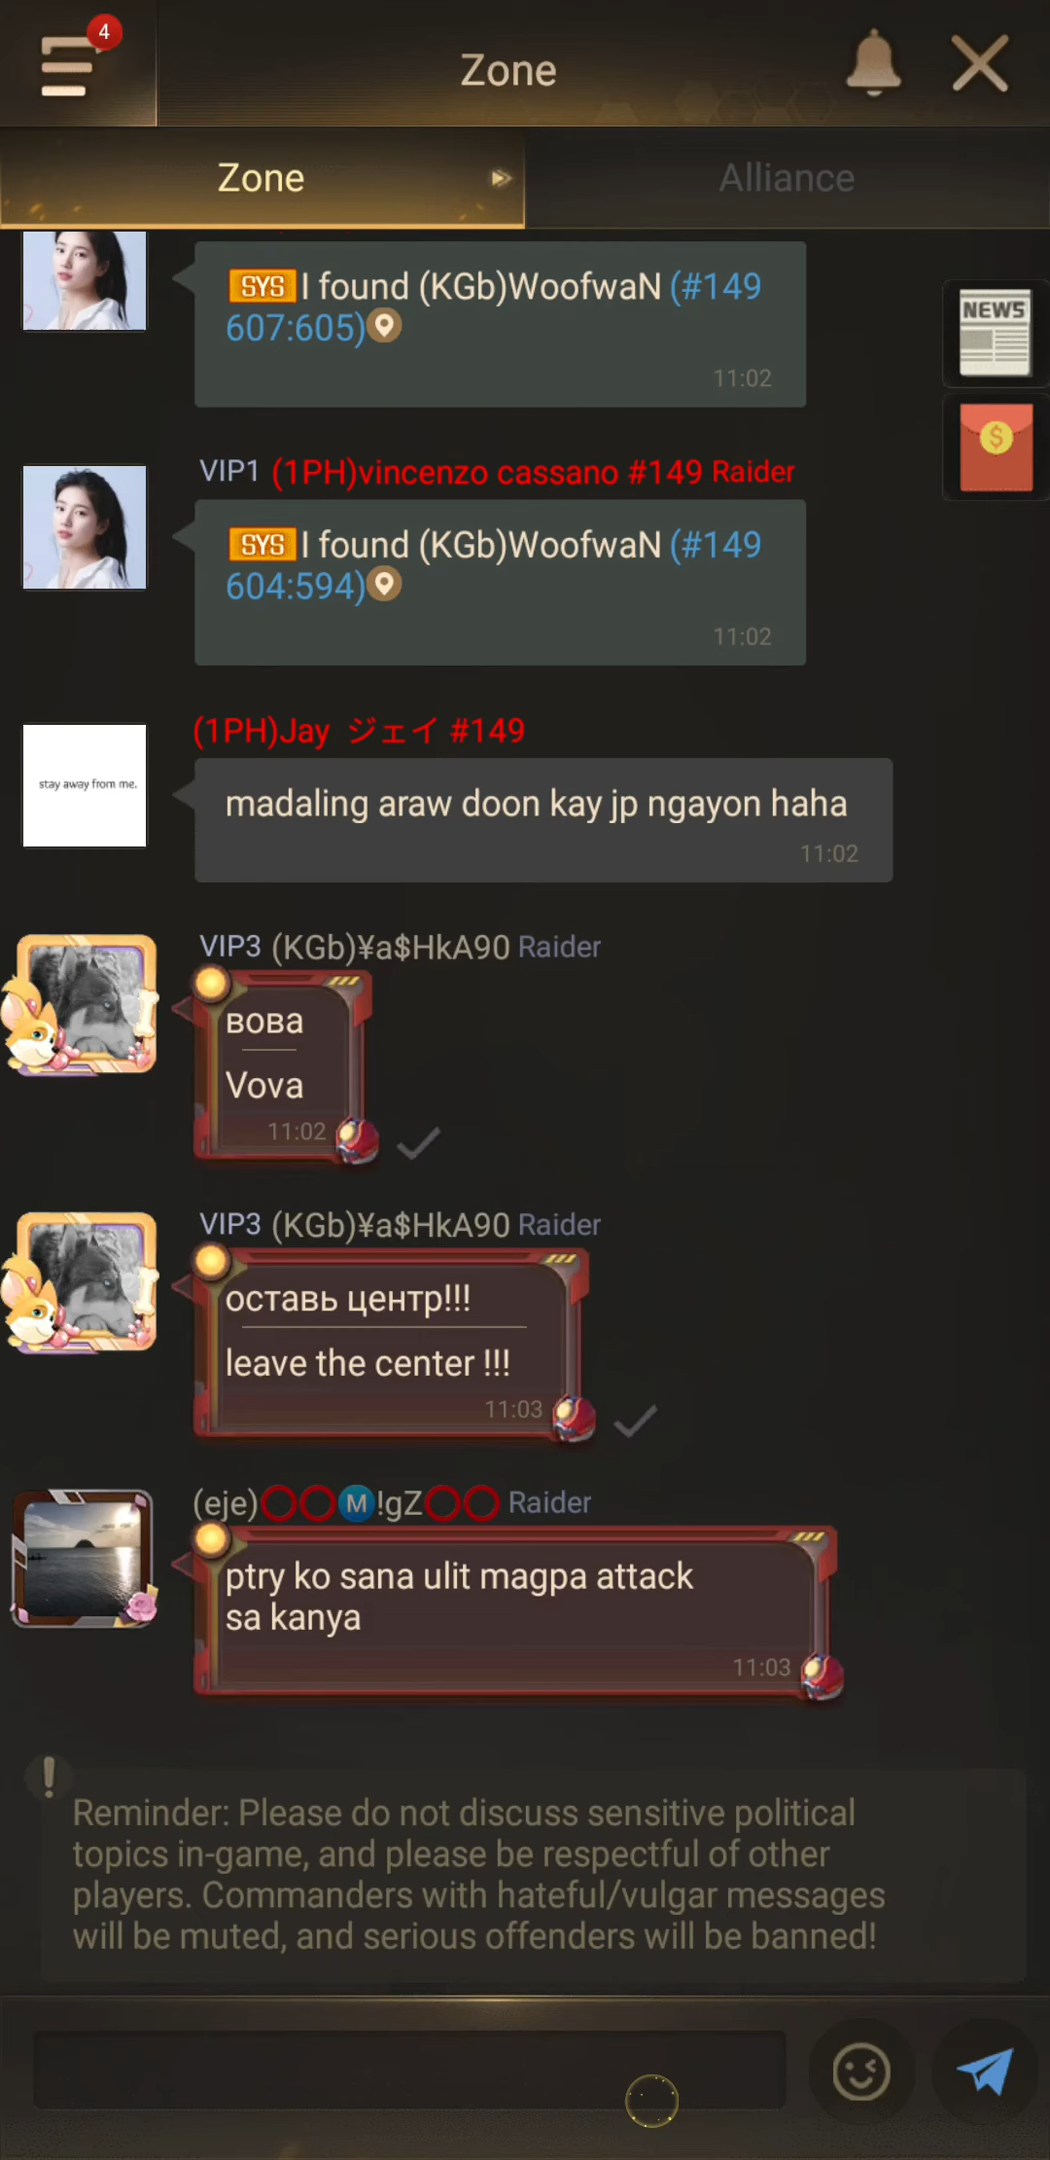 4
Zone
Zone
Alliance
SYS I found (KGb)WoofwaN (#149
607:605)
11:02
NEWS
$
VIP1 (1PH)vincenzo cassano #149 Raider
SYS I found (KGb)WoofwaN (#149
604:594)
11:02
(1PH)Jay ジェイ #149
stay away from me.
madaling araw doon kay jp ngayon haha
11:02
VIP3 (KGb)¥a$HkA90 Raider
вова
Vova
11:02
VIP3 (KGb)¥a$HkA90 Raider
оставь центр!!!
leave the center !!!
11:03
(eje)⭕⭕Ⓜ!gZ⭕⭕ Raider
ptry ko sana ulit magpa attack
sa kanya
11:03
Reminder: Please do not discuss sensitive political
topics in-game, and please be respectful of other
players. Commanders with hateful/vulgar messages
will be muted, and serious offenders will be banned!